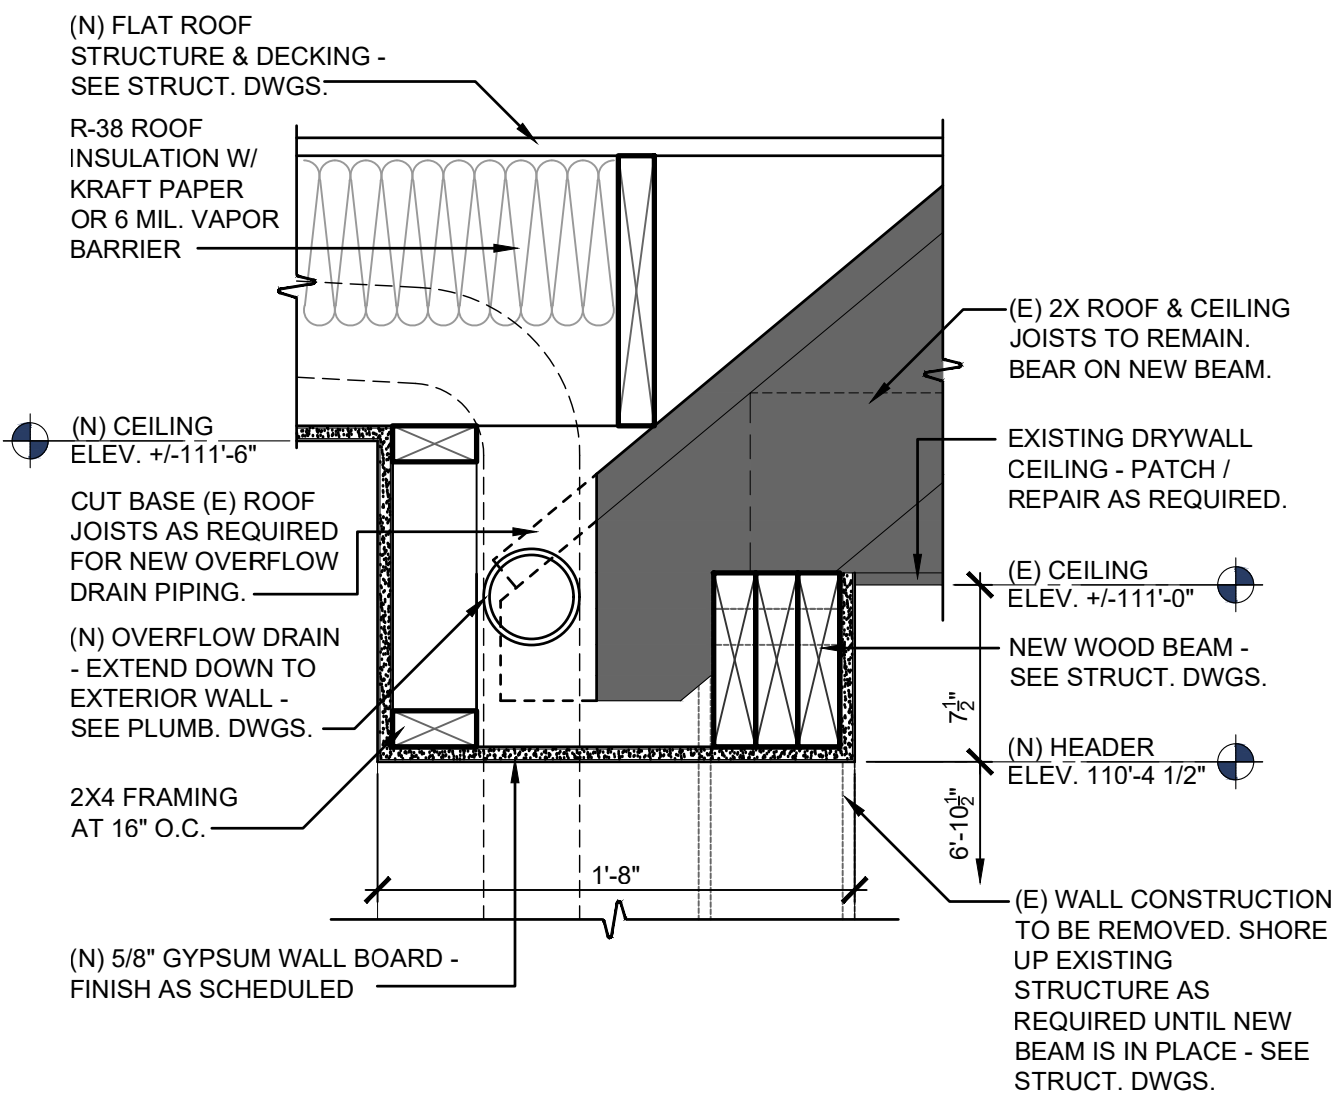 (N) FLAT ROOF
STRUCTURE & DECKING -
SEE STRUCT. DWGS.
R-38 ROOF
INSULATION W/
KRAFT PAPER
OR 6 MIL. VAPOR
BARRIER
(N) CEILING
ELEV. +/-111'-6"
CUT BASE (E) ROOF
JOISTS AS REQUIRED
FOR NEW OVERFLOW
DRAIN PIPING.
(N) OVERFLOW DRAIN
- EXTEND DOWN TO
EXTERIOR WALL -
SEE PLUMB. DWGS.
2X4 FRAMING
AT 16" O.C.
(N) 5/8" GYPSUM WALL BOARD -
FINISH AS SCHEDULED
1'-8"
(E) 2X ROOF & CEILING
JOISTS TO REMAIN.
BEAR ON NEW BEAM.
EXISTING DRYWALL
CEILING - PATCH /
REPAIR AS REQUIRED.
(E) CEILING
ELEV. +/-111'-0"
NEW WOOD BEAM -
SEE STRUCT. DWGS.
7 1/2"
(N) HEADER
ELEV. 110'-4 1/2"
6'-10 1/2"
(E) WALL CONSTRUCTION
TO BE REMOVED. SHORE
UP EXISTING
STRUCTURE AS
REQUIRED UNTIL NEW
BEAM IS IN PLACE - SEE
STRUCT. DWGS.